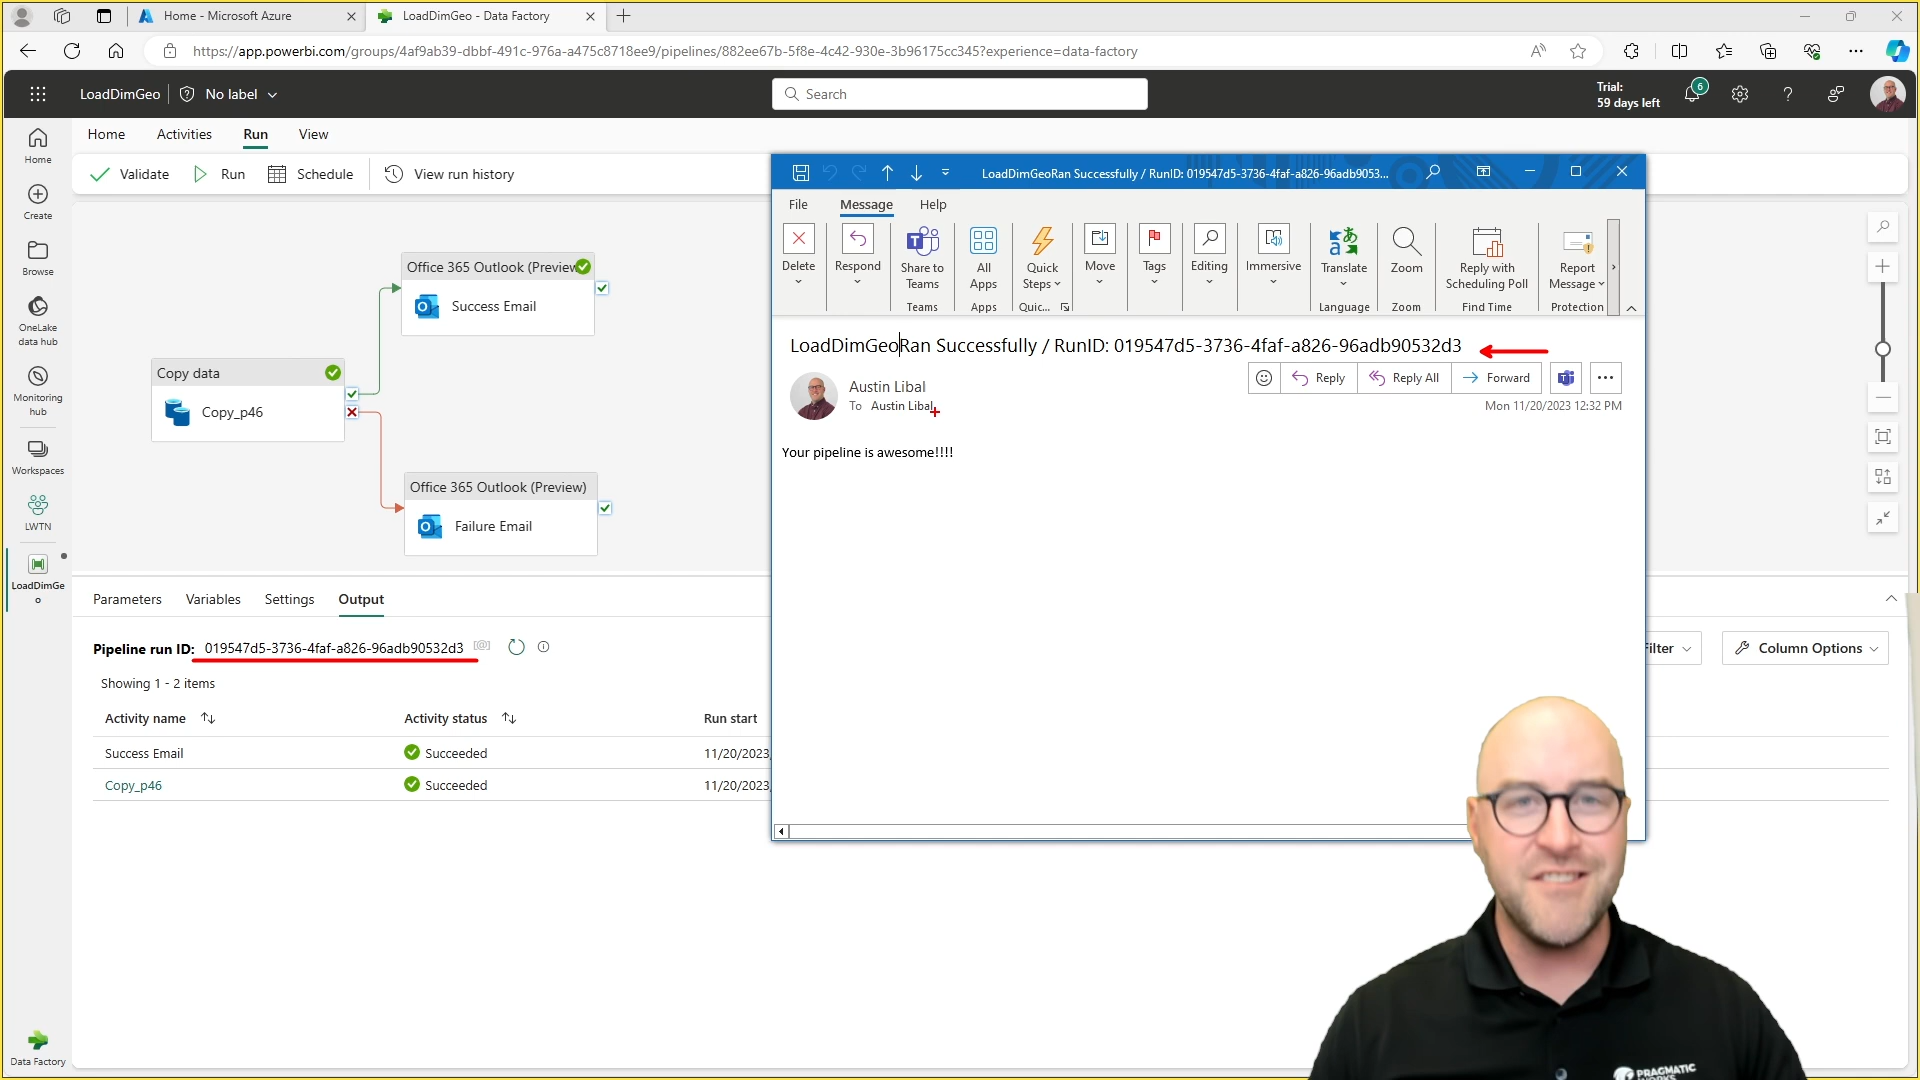 Home - Microsoft Azure
LoadDimGeo - Data Factory
https://app.powerbi.com/groups/4af9ab39-dbbf-491c-976a-a475c8718ee9/pipelines/882ee67b-5f8e-4c42-930e-3b96175cc345?experience=data-factory
LoadDimGeo
No label
Search
Trial:
59 days left
6
Home Activities Run View
Validate Run Schedule View run history
Home
Create
Browse
OneLake
data hub
Monitoring
hub
Workspaces
LWTN
LoadDimGe
o
Data Factory
Office 365 Outlook (Preview
Success Email
Copy data
Copy_p46
Office 365 Outlook (Preview)
Failure Email
Parameters Variables Settings Output
Pipeline run ID: 019547d5-3736-4faf-a826-96adb90532d3
Showing 1 - 2 items
Activity name Activity status Run start
Success Email Succeeded 11/20/2023,
Copy_p46 Succeeded 11/20/2023,
ilter
Column Options
LoadDimGeoRan Successfully / RunID: 019547d5-3736-4faf-a826-96adb9053...
File Message Help
Delete
Respond
Share to
Teams
Teams
All
Apps
Apps
Quick
Steps
Quic...
Move
Tags
Editing
Immersive
Translate
Language
Zoom
Zoom
Reply with
Scheduling Poll
Find Time
Report
Message
Protection
LoadDimGeoRan Successfully / RunID: 019547d5-3736-4faf-a826-96adb90532d3
Austin Libal
To Austin Libal
Reply Reply All Forward
Mon 11/20/2023 12:32 PM
Your pipeline is awesome!!!!
PRAGMATIC
WORKS